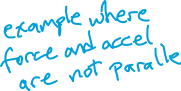 example where
force and accel
are not paralle